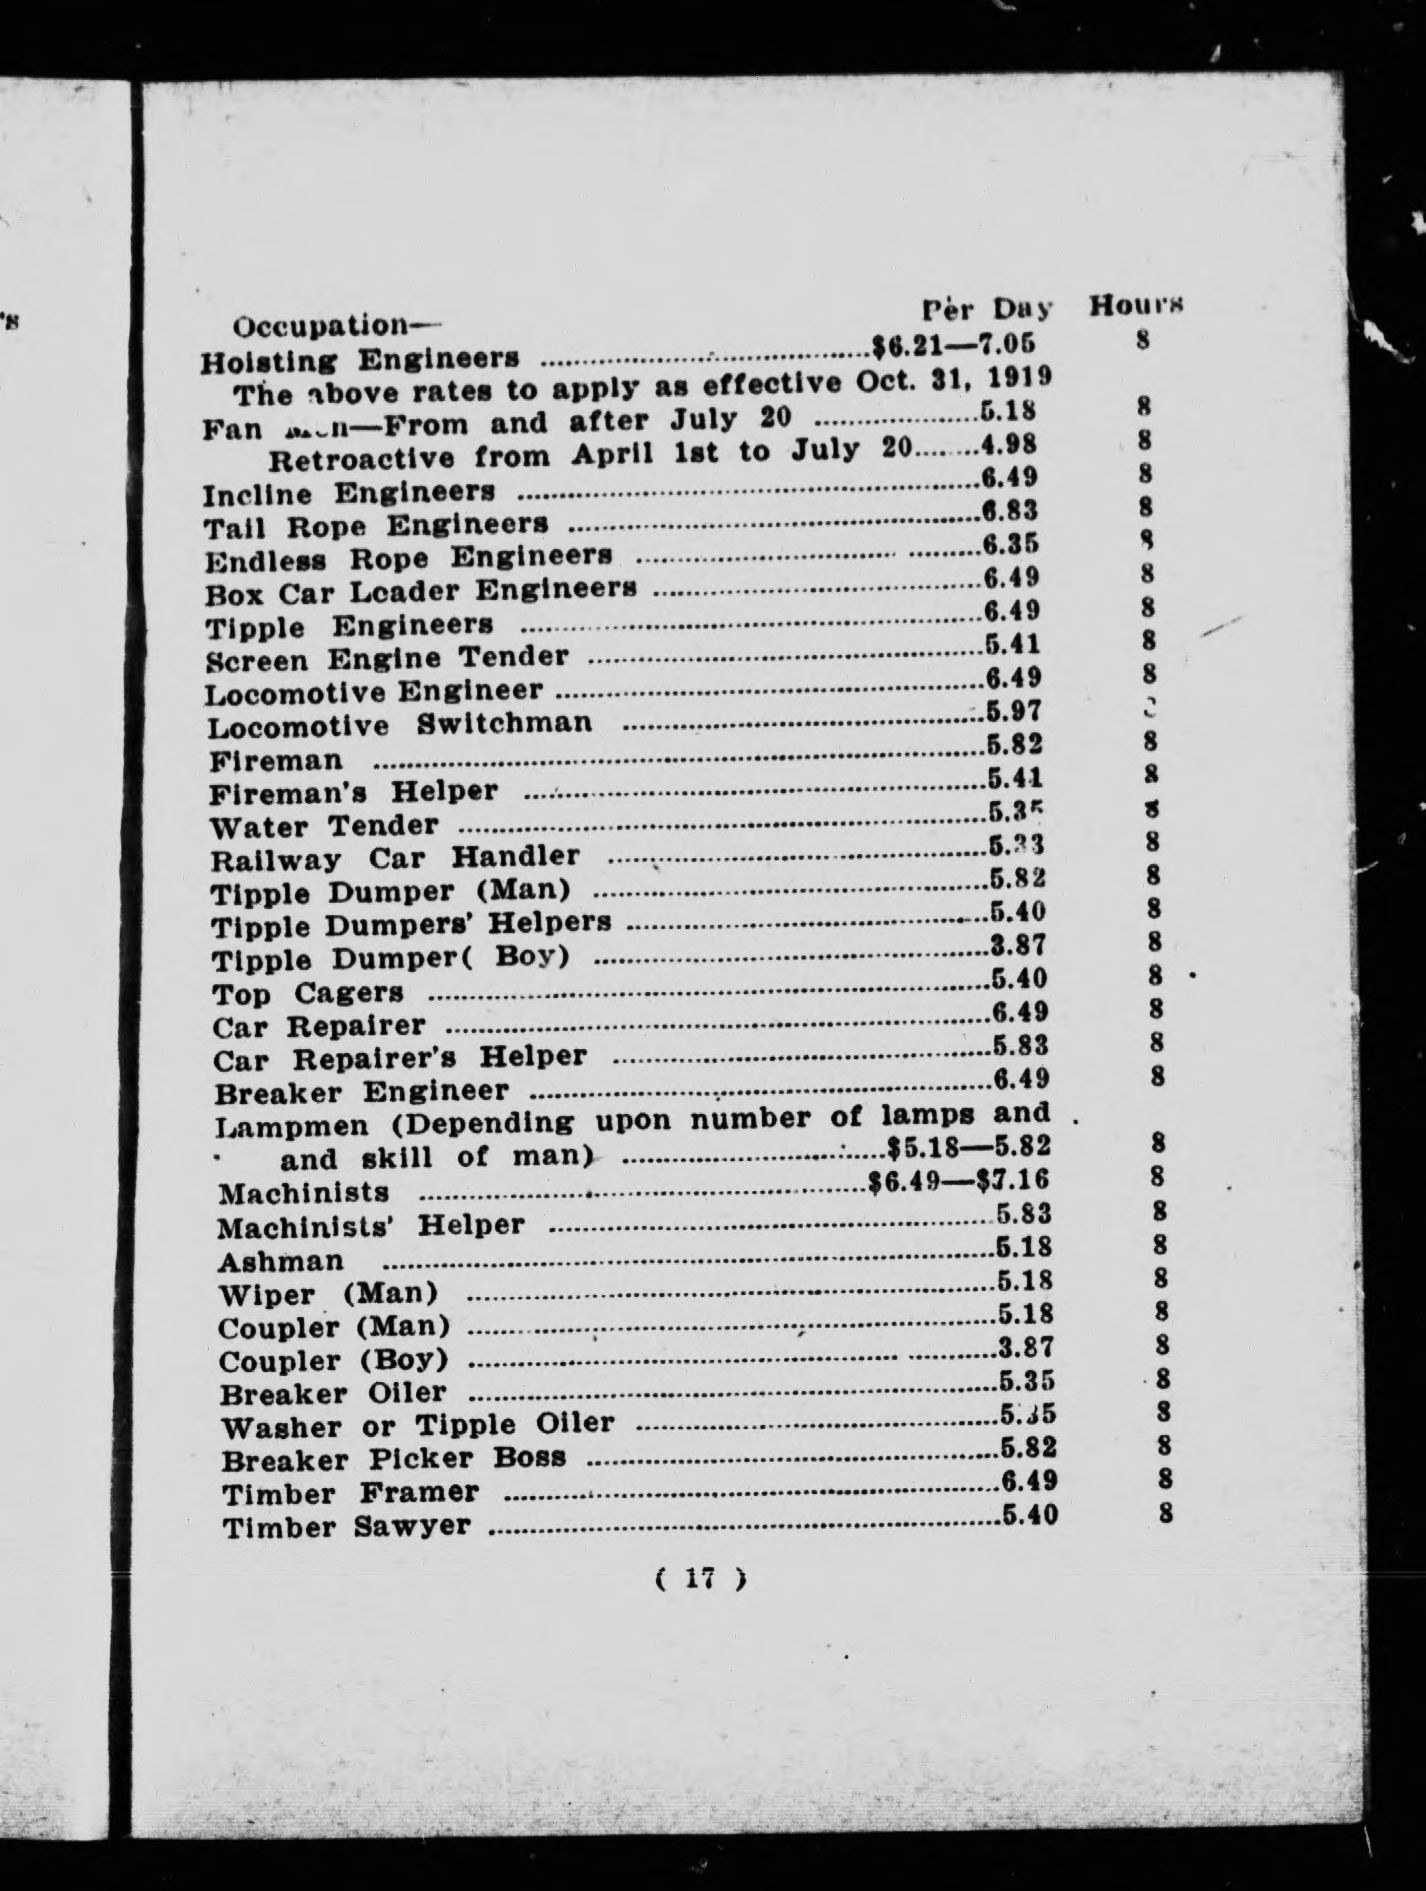 's
Occupation— Per Day Hours
Hoisting Engineers ........ $6.21—7.05 8
The above rates to apply as effective Oct. 31, 1919
Fan —From and after July 20 ........ 5.18 8
Retroactive from April 1st to July 20 ........ 4.98 8
Incline Engineers ........ 6.49 8
Tail Rope Engineers ........ 6.83 8
Endless Rope Engineers ........ 6.35 8
Box Car Loader Engineers ........ 6.49 8
Tipple Engineers ........ 6.49 8
Screen Engine Tender ........ 5.41 8
Locomotive Engineer ........ 6.49 8
Locomotive Switchman ........ 5.97
Fireman ........ 5.82 8
Fireman's Helper ........ 5.41 8
Water Tender ........ 5.35 8
Railway Car Handler ........ 5.33 8
Tipple Dumper (Man) ........ 5.82 8
Tipple Dumpers' Helpers ........ 5.40 8
Tipple Dumper( Boy) ........ 3.87 8
Top Cagers ........ 5.40 8
Car Repairer ........ 6.49 8
Car Repairer's Helper ........ 5.83 8
Breaker Engineer ........ 6.49 8
Lampmen (Depending upon number of lamps and
and skill of man) ........ $5.18—5.82 8
Machinists ........ $6.49—$7.16 8
Machinists' Helper ........ 5.83 8
Ashman ........ 5.18 8
Wiper (Man) ........ 5.18 8
Coupler (Man) ........ 5.18 8
Coupler (Boy) ........ 3.87 8
Breaker Oiler ........ 5.35 8
Washer or Tipple Oiler ........ 5.35 8
Breaker Picker Boss ........ 5.82 8
Timber Framer ........ 6.49 8
Timber Sawyer ........ 5.40 8
( 17 )